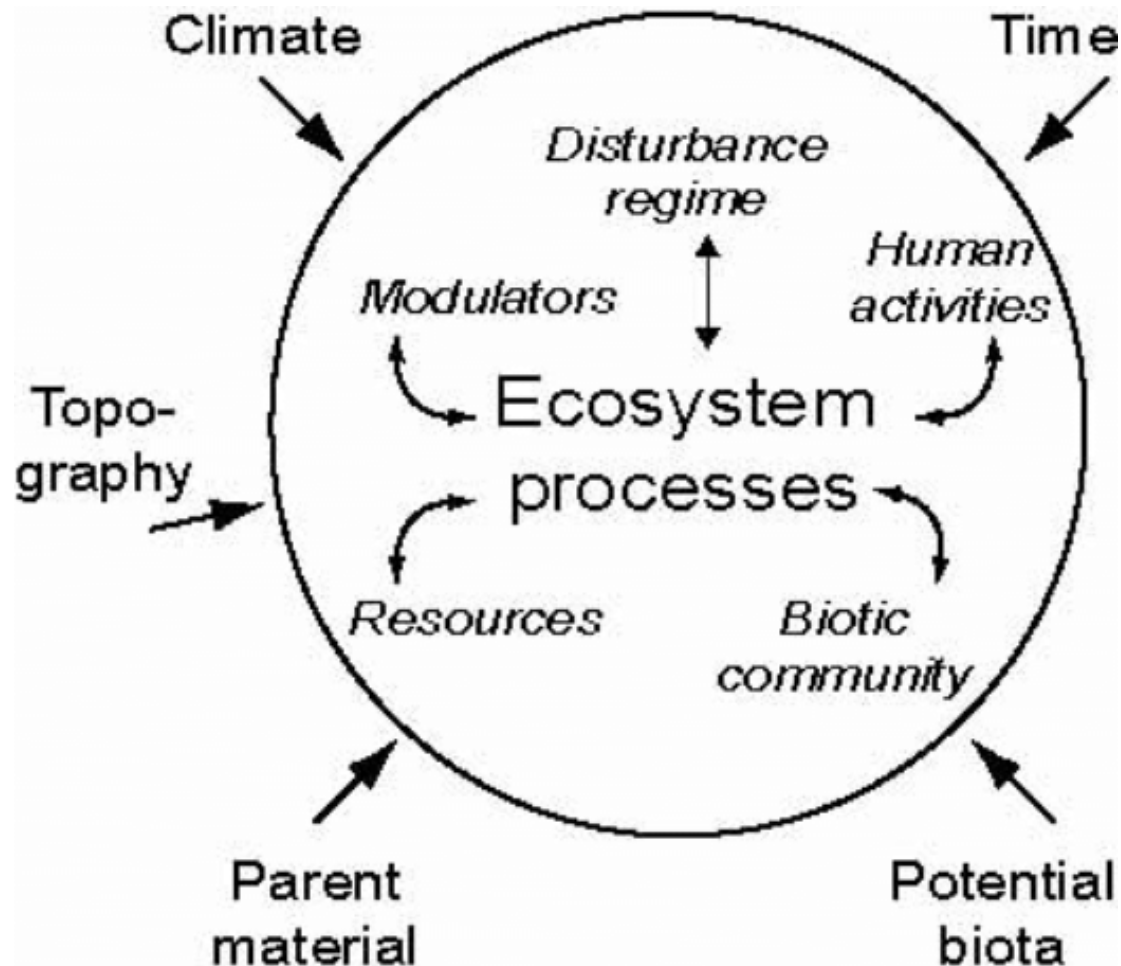 Climate
Time
Disturbance
regime
Human
activities
Modulators
Topo-
graphy
Ecosystem
processes
Resources
Biotic
community
Parent
material
Potential
biota